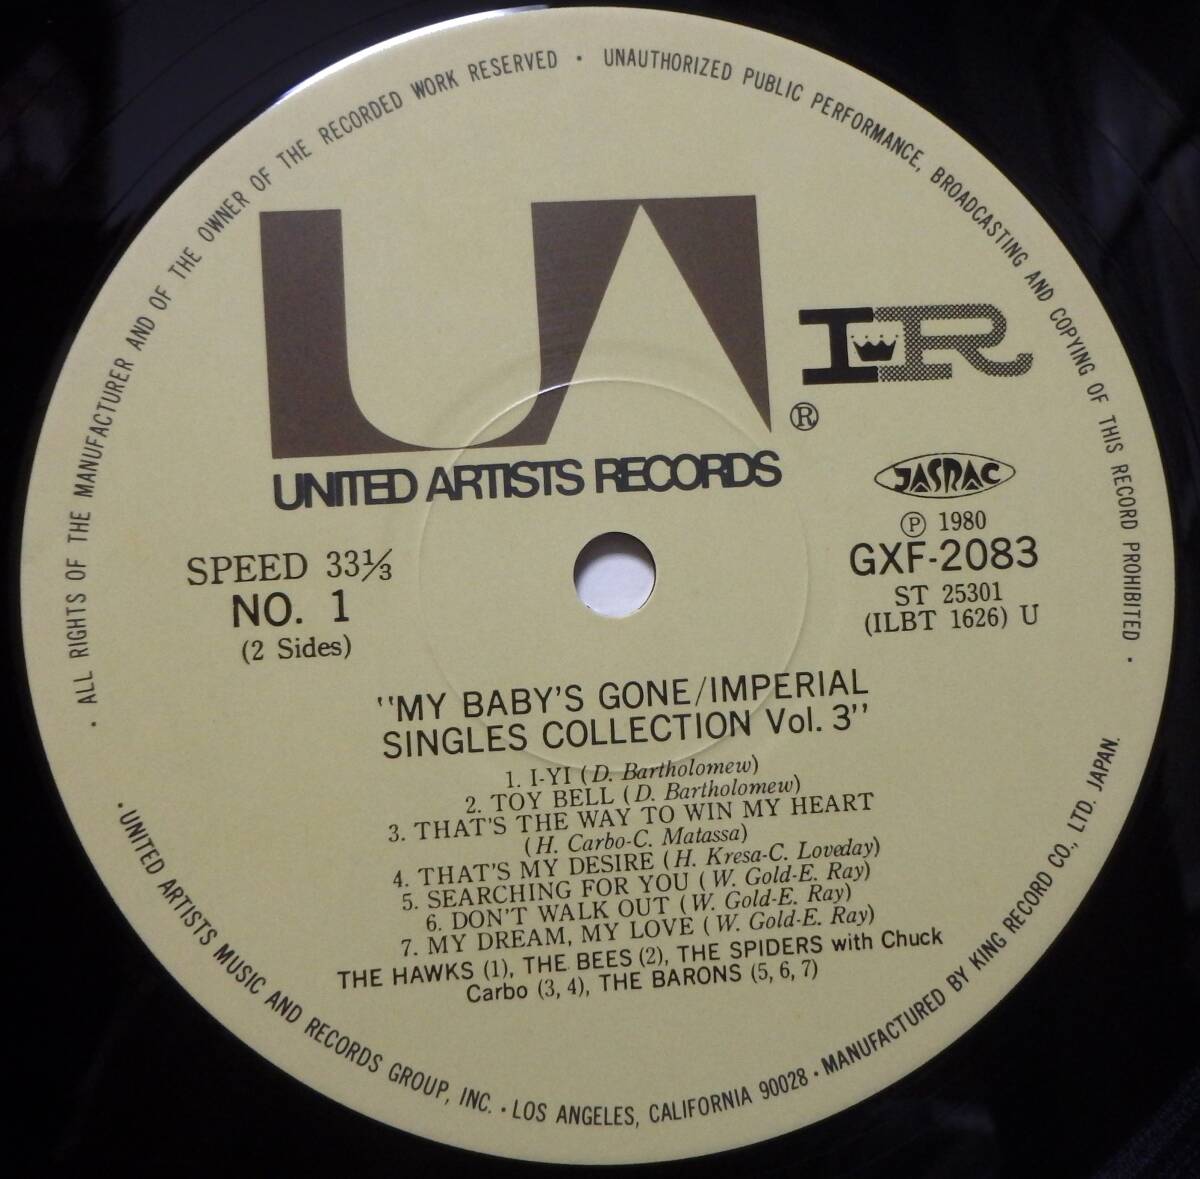 · ALL RIGHTS OF THE MANUFACTURER AND OF THE OWNER OF THE RECORDED WORK RESERVED · UNAUTHORIZED PUBLIC PERFORMANCE, BROADCASTING AND COPYING OF THIS RECORD PROHIBITED ·
UA
IR
®
UNITED ARTISTS RECORDS
JASRAC
Ⓟ 1980
GXF-2083
ST 25301
(ILBT 1626) U
SPEED 33⅓
NO. 1
(2 Sides)
"MY BABY'S GONE/IMPERIAL
SINGLES COLLECTION Vol. 3"
1. I-YI (D. Bartholomew)
2. TOY BELL (D. Bartholomew)
3. THAT'S THE WAY TO WIN MY HEART
(H. Carbo-C. Matassa)
4. THAT'S MY DESIRE (H. Kresa-C. Loveday)
5. SEARCHING FOR YOU (W. Gold-E. Ray)
6. DON'T WALK OUT (W. Gold-E. Ray)
7. MY DREAM, MY LOVE (W. Gold-E. Ray)
THE HAWKS (1), THE BEES (2), THE SPIDERS with Chuck
Carbo (3, 4), THE BARONS (5, 6, 7)
· UNITED ARTISTS MUSIC AND RECORDS GROUP, INC. · LOS ANGELES, CALIFORNIA 90028 · MANUFACTURED BY KING RECORD CO., LTD. JAPAN.